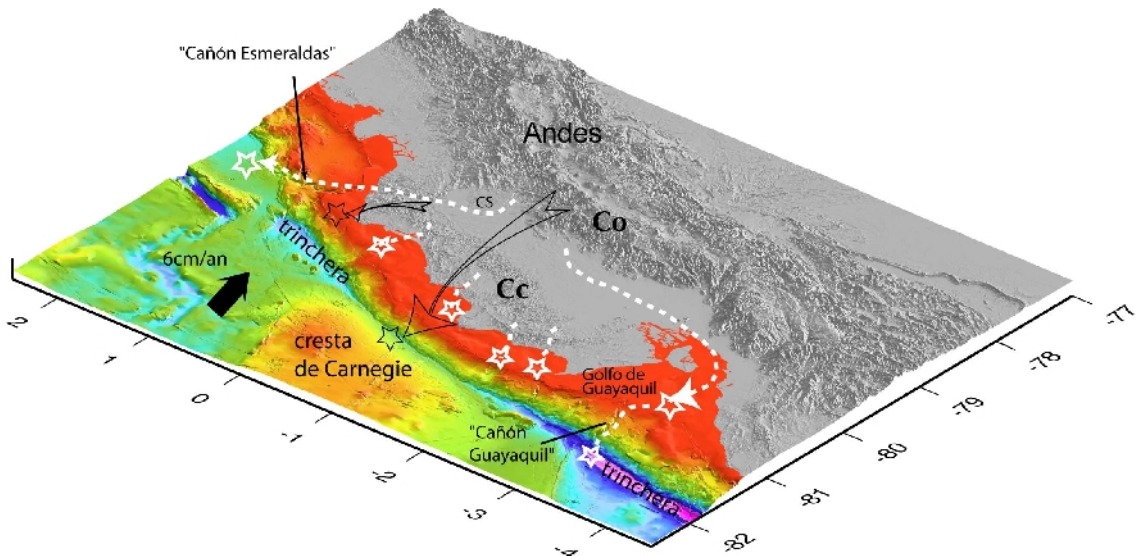 "Cañón Esmeraldas"
Andes
cs
Co
trinchera
6cm/an
Cc
cresta
de Carnegie
Golfo de
Guayaquil
"Cañón
Guayaquil"
trinchera
2
1
0
-1
-2
-3
-4
-82
-81
-80
-79
-78
-77